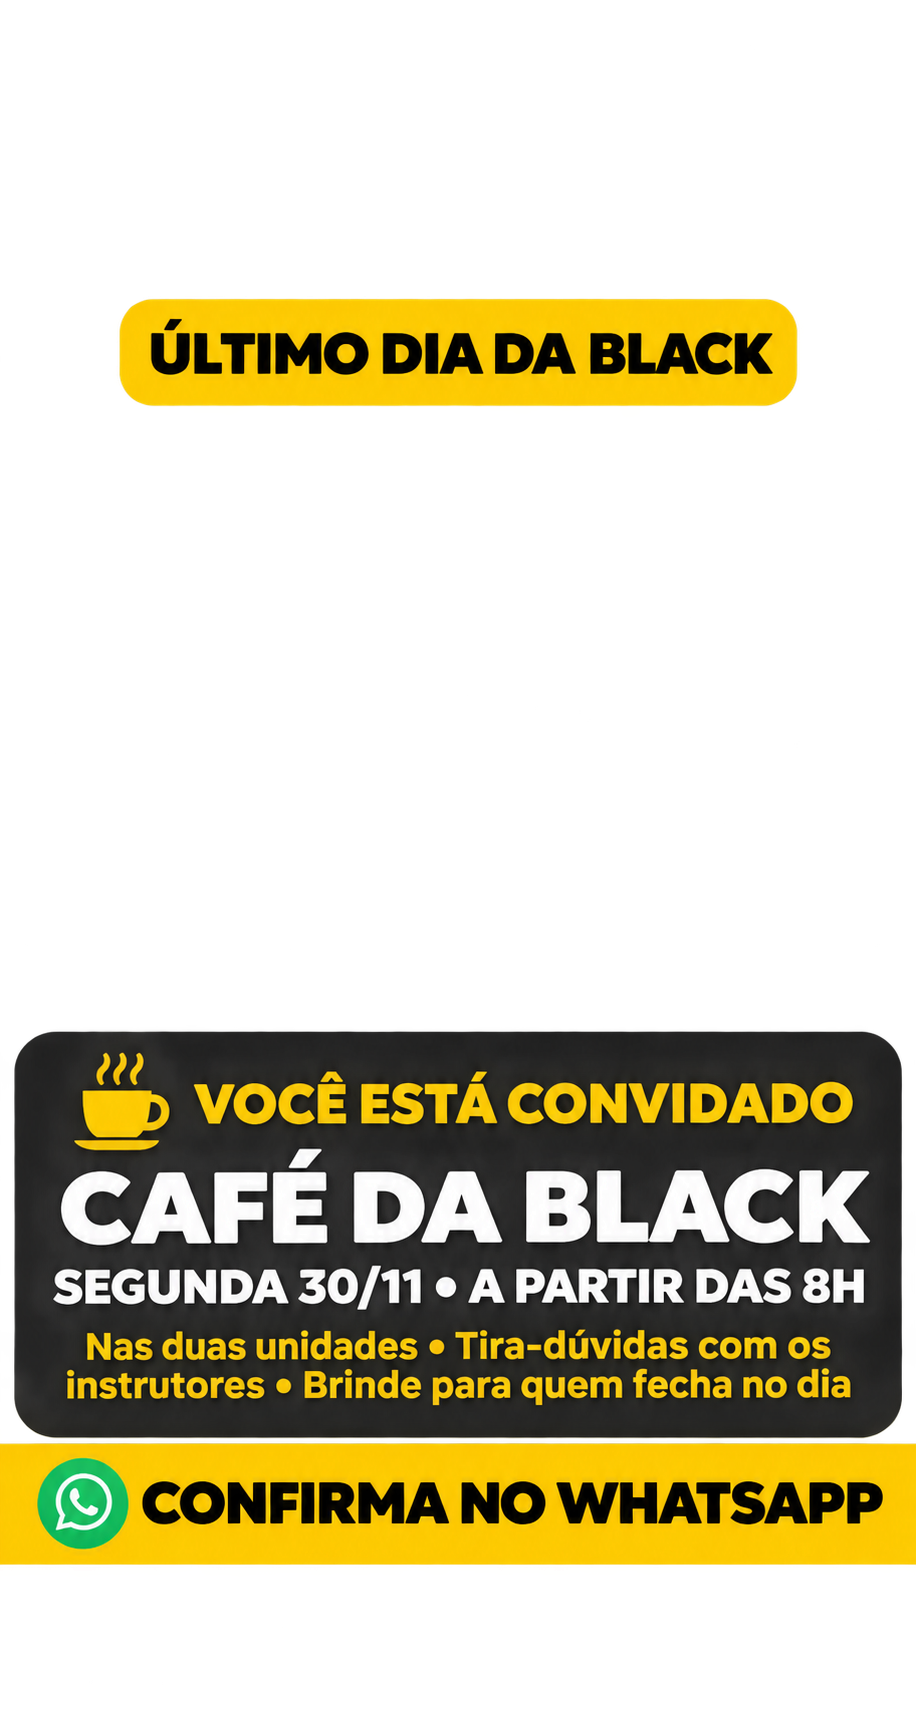 ÚLTIMO DIA DA BLACK
VOCÊ ESTÁ CONVIDADO
CAFÉ DA BLACK
SEGUNDA 30/11 • A PARTIR DAS 8H
Nas duas unidades • Tira-dúvidas com os
instrutores • Brinde para quem fecha no dia
CONFIRMA NO WHATSAPP